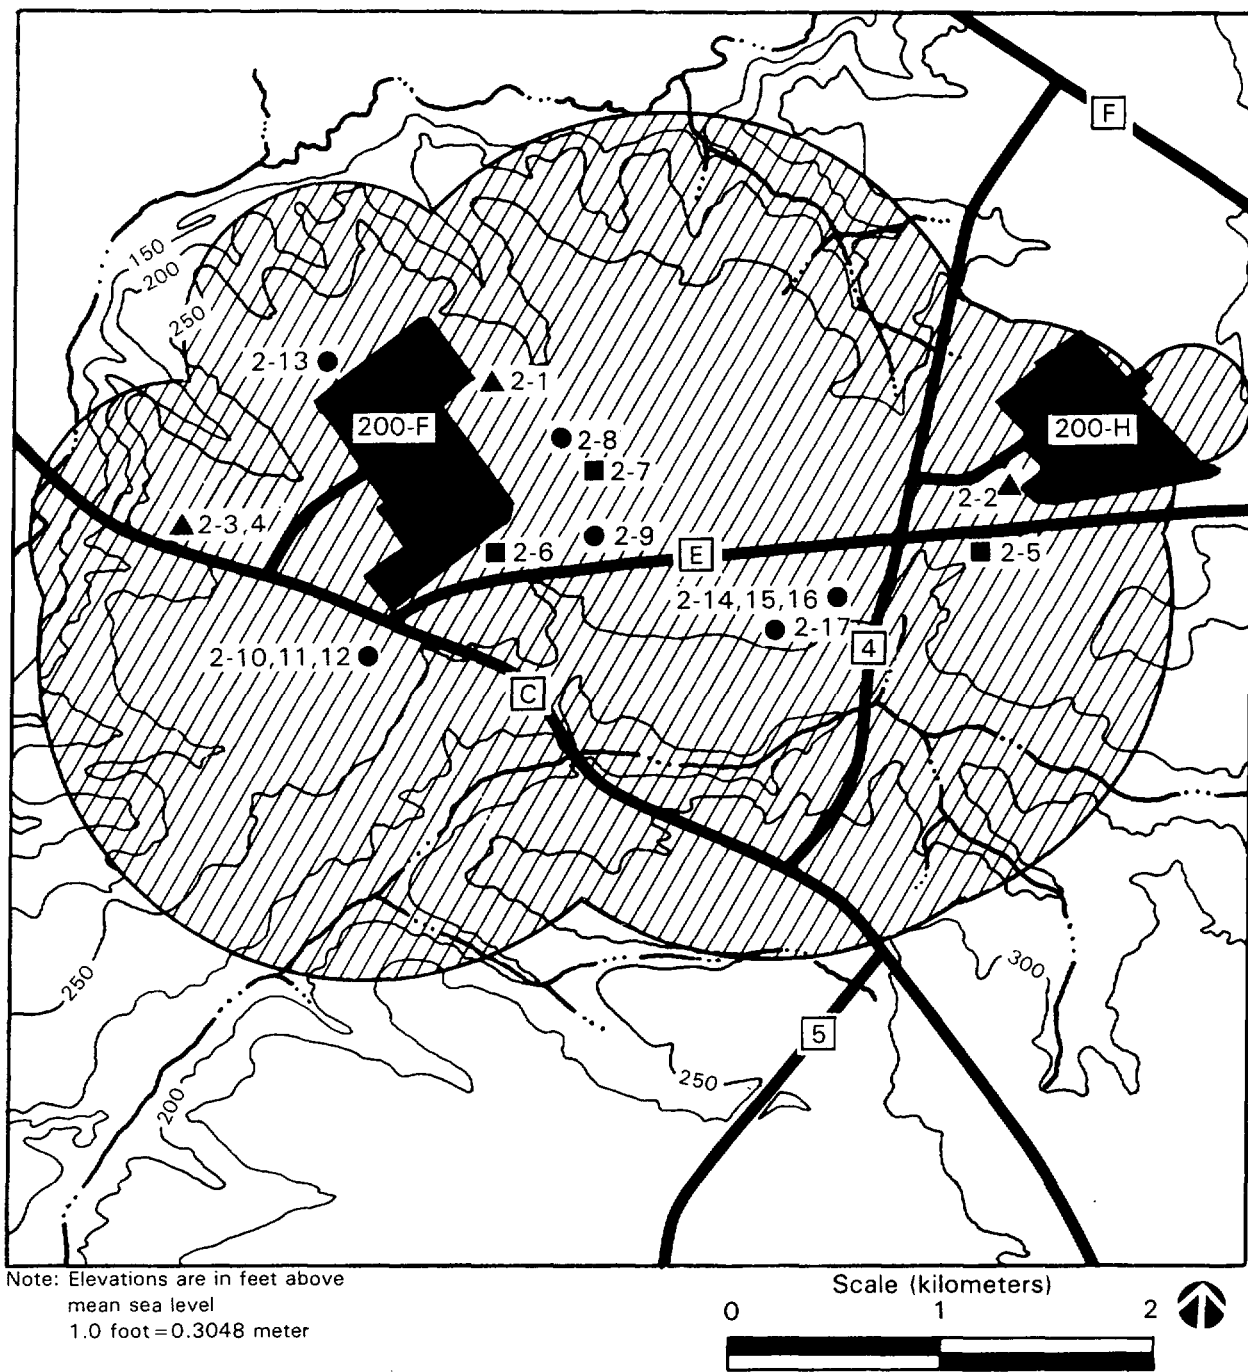 F
150
200
250
2-13
2-1
200-F
200-H
2-8
2-7
2-2
2-3,4
2-9
2-6
E
2-5
2-14,15,16
2-17
4
2-10,11,12
C
300
250
5
250
200
Note: Elevations are in feet above
mean sea level
1.0 foot=0.3048 meter
Scale (kilometers)
0 1 2